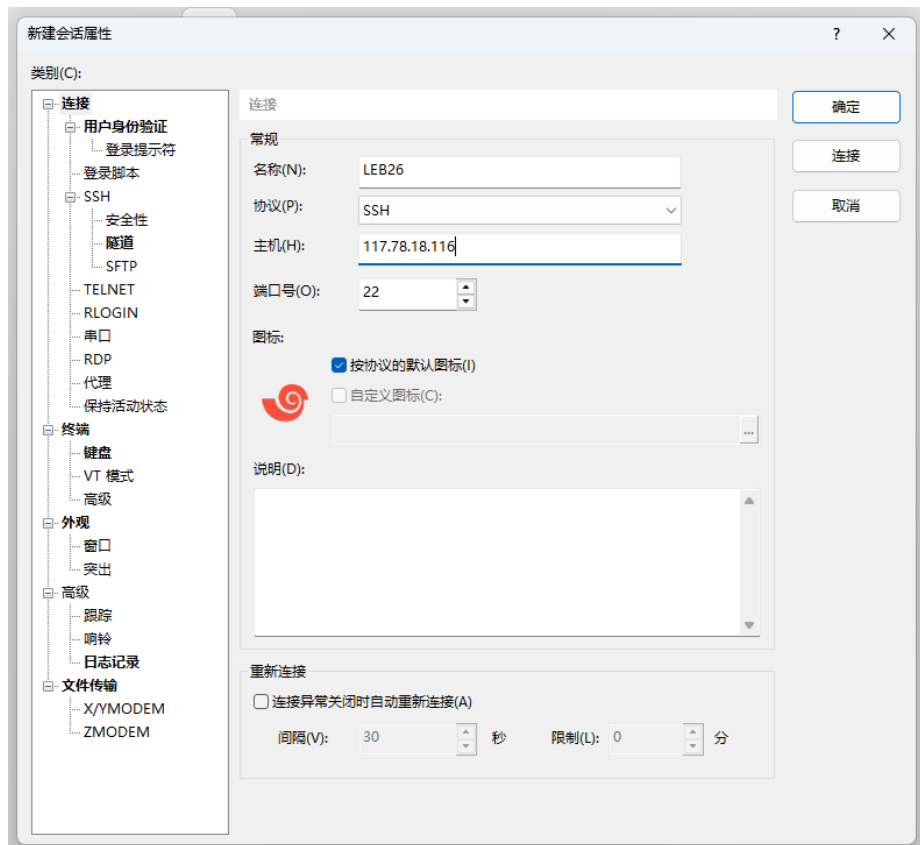 新建会话属性
?
类别(C):
连接
用户身份验证
登录提示符
登录脚本
SSH
安全性
隧道
SFTP
TELNET
RLOGIN
串口
RDP
代理
保持活动状态
终端
键盘
VT 模式
高级
外观
窗口
突出
高级
跟踪
响铃
日志记录
文件传输
X/YMODEM
ZMODEM
连接
常规
名称(N): LEB26
协议(P): SSH
主机(H): 117.78.18.116
端口号(O): 22
图标:
按协议的默认图标(I)
自定义图标(C):
...
说明(D):
重新连接
连接异常关闭时自动重新连接(A)
间隔(V): 30 秒 限制(L): 0 分
确定
连接
取消